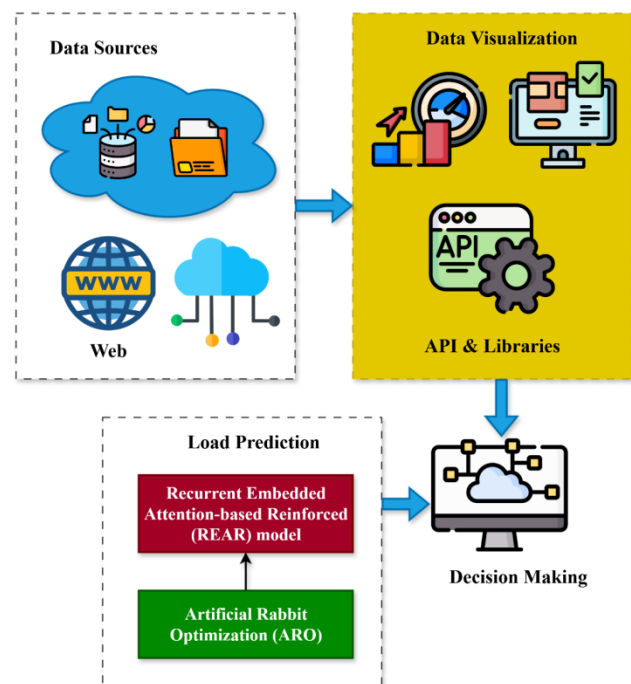 Data Sources
WWW
Web
Data Visualization
API
API & Libraries
Load Prediction
Recurrent Embedded
Attention-based Reinforced
(REAR) model
Artificial Rabbit
Optimization (ARO)
Decision Making